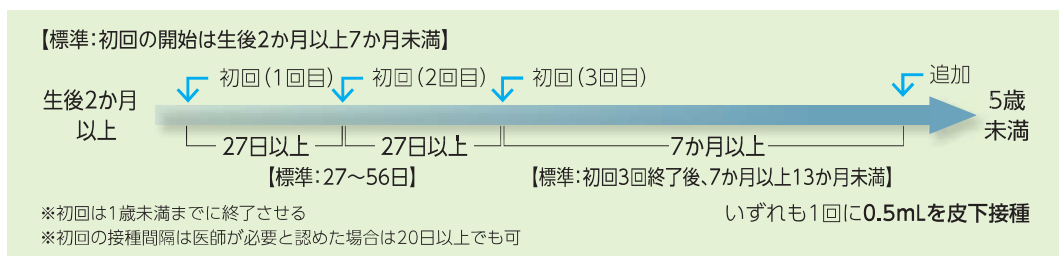 【標準:初回の開始は生後2か月以上7か月未満】
初回(1回目)
初回(2回目)
初回(3回目)
追加
生後2か月
以上
5歳
未満
27日以上
27日以上
7か月以上
【標準:27〜56日】
【標準:初回3回終了後、7か月以上13か月未満】
※初回は1歳未満までに終了させる
いずれも1回に0.5mLを皮下接種
※初回の接種間隔は医師が必要と認めた場合は20日以上でも可